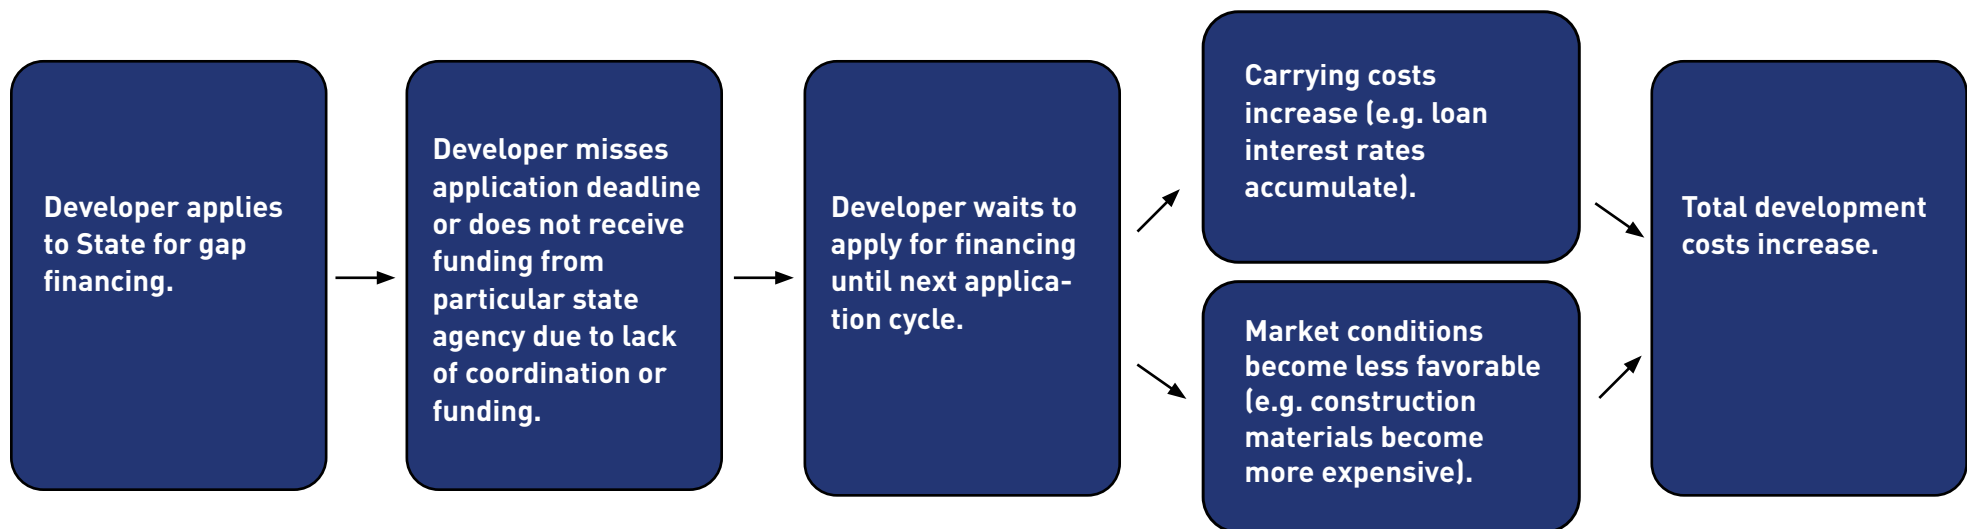 Developer applies
to State for gap
financing.
Developer misses
application deadline
or does not receive
funding from
particular state
agency due to lack
of coordination or
funding.
Developer waits to
apply for financing
until next applica-
tion cycle.
Carrying costs
increase (e.g. loan
interest rates
accumulate).
Market conditions
become less favorable
(e.g. construction
materials become
more expensive).
Total development
costs increase.